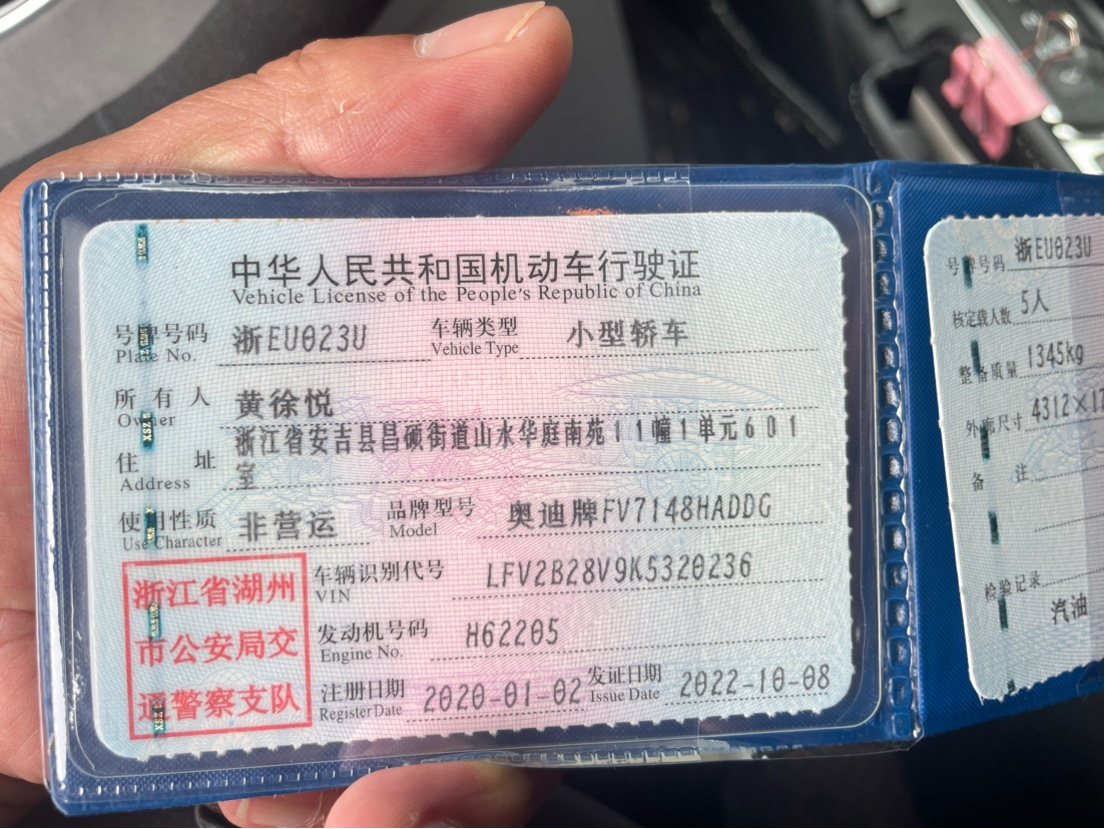 中华人民共和国机动车行驶证
Vehicle License of the People's Republic of China
号牌号码 浙EU023U 车辆类型 小型轿车
Plate No. Vehicle Type
所有人 黄徐悦
Owner
浙江省安吉县昌硕街道山水华庭南苑11幢1单元601
住址 室
Address
使用性质 非营运 品牌型号 奥迪牌FV7148HADDG
Use Character Model
浙江省湖州
市公安局交
通警察支队
车辆识别代号 LFV2B28V9K5320236
VIN
发动机号码 H62205
Engine No.
注册日期 2020-01-02 发证日期 2022-10-08
Register Date Issue Date
号牌号码 浙EU023U
核定载人数 5人
整备质量 1345kg
外廓尺寸 4312×17
备注
检验记录
汽油